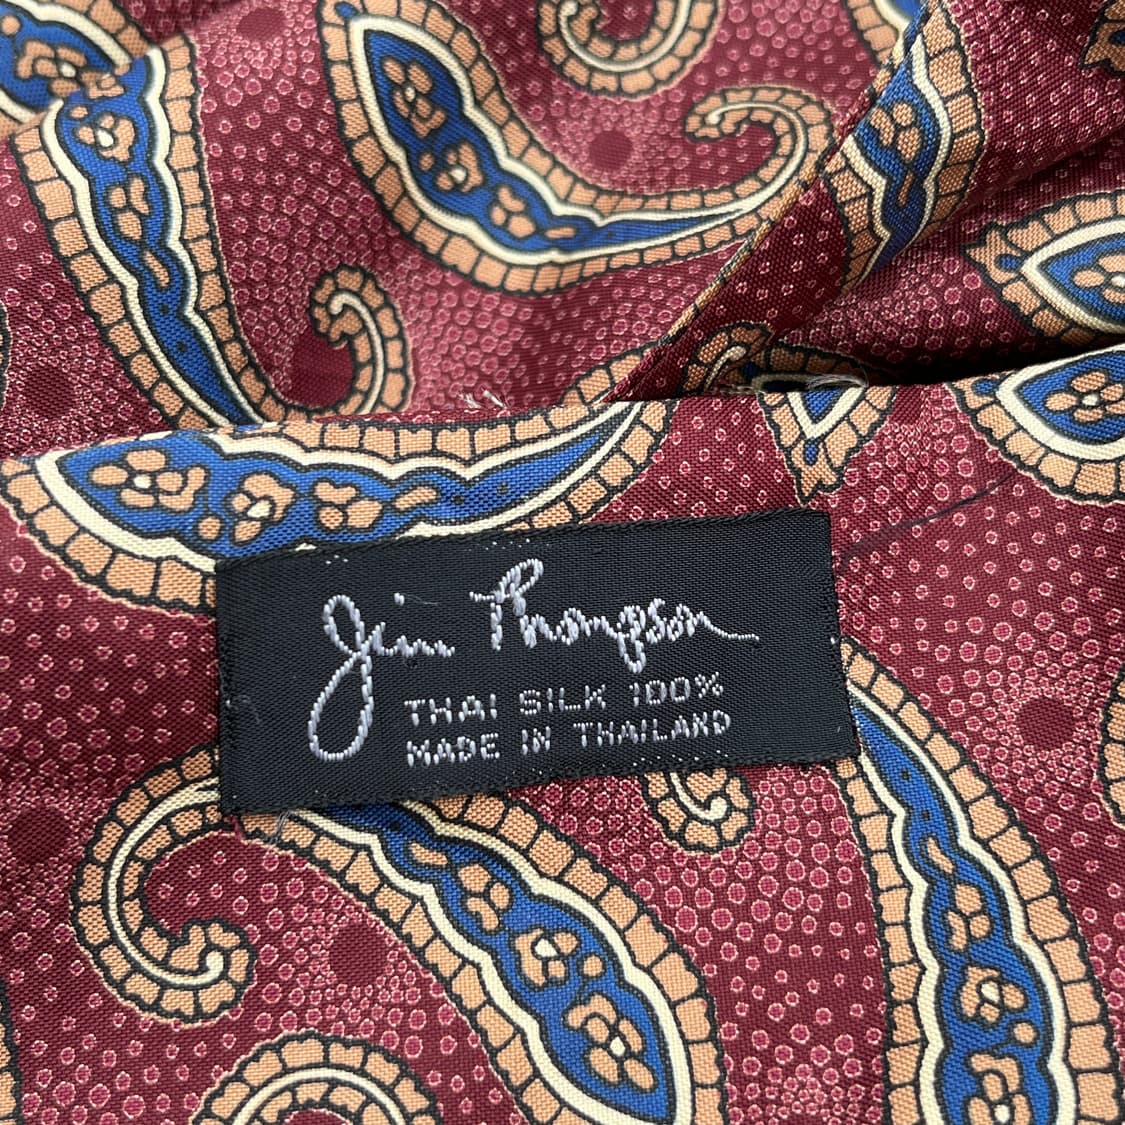 Jim Thompson
THAI SILK 100%
MADE IN THAILAND